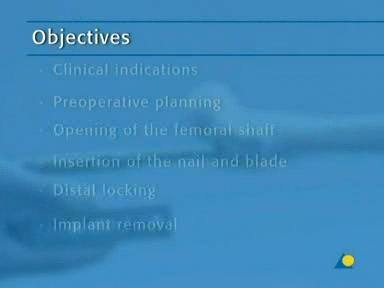 Objectives
· Clinical indications
· Preoperative planning
· Opening of the femoral shaft
· Insertion of the nail and blade
· Distal locking
· Implant removal